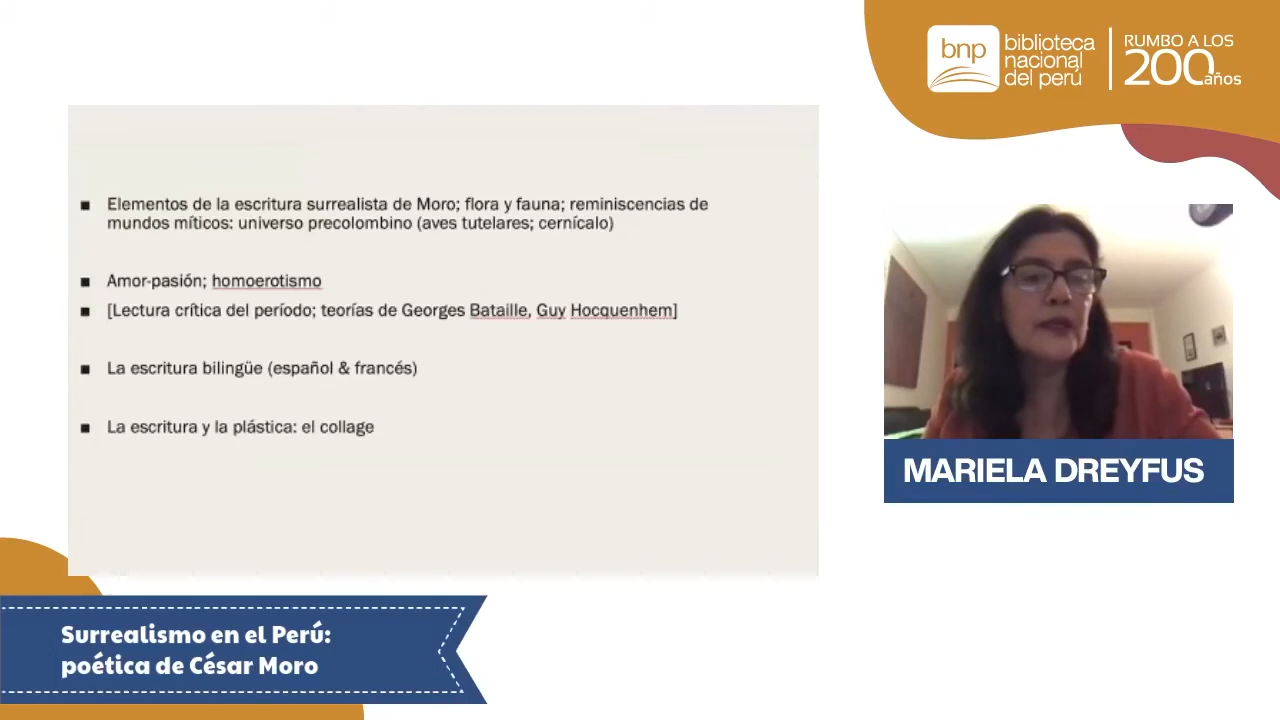 bnp
biblioteca
nacional
del perú
RUMBO A LOS
200
años
■ Elementos de la escritura surrealista de Moro; flora y fauna; reminiscencias de
mundos míticos: universo precolombino (aves tutelares; cernícalo)
■ Amor-pasión; homoerotismo
■ [Lectura crítica del período; teorías de Georges Bataille, Guy Hocquenhem]
■ La escritura bilingüe (español & francés)
■ La escritura y la plástica: el collage
MARIELA DREYFUS
Surrealismo en el Perú:
poética de César Moro